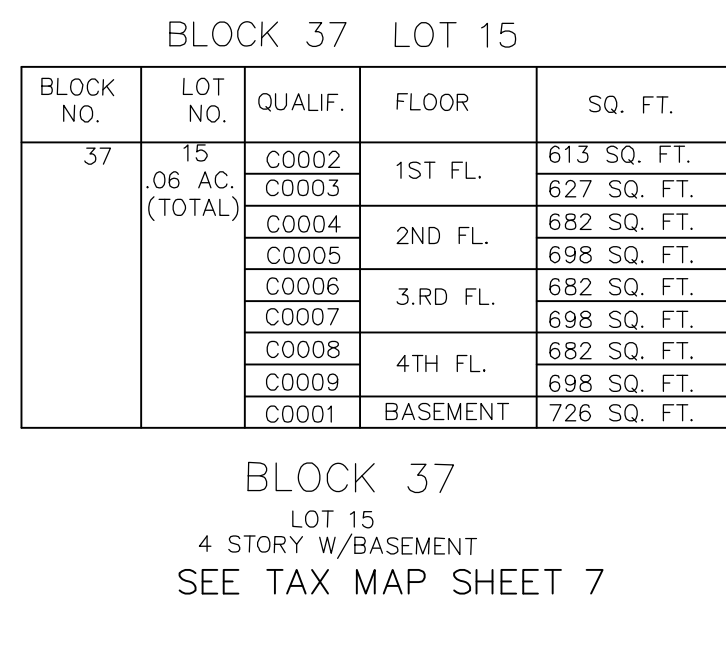 BLOCK 37 LOT 15
BLOCK NO. LOT NO. QUALIF. FLOOR SQ. FT.
37 15 .06 AC. (TOTAL) C0002 1ST FL. 613 SQ. FT.
C0003 627 SQ. FT.
C0004 2ND FL. 682 SQ. FT.
C0005 698 SQ. FT.
C0006 3.RD FL. 682 SQ. FT.
C0007 698 SQ. FT.
C0008 4TH FL. 682 SQ. FT.
C0009 698 SQ. FT.
C0001 BASEMENT 726 SQ. FT.
BLOCK 37
LOT 15
4 STORY W/BASEMENT
SEE TAX MAP SHEET 7